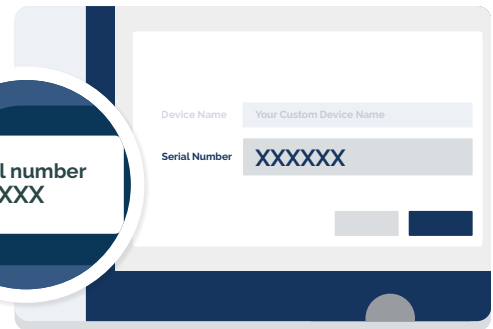 Device Name Your Custom Device Name
Serial Number XXXXXX
l number
XXX